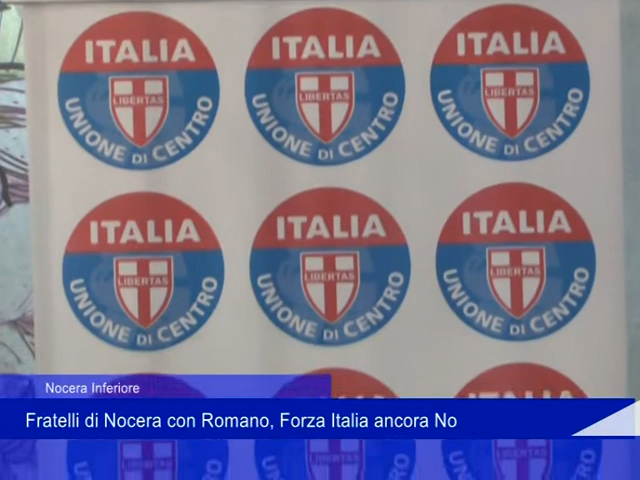 ITALIA
LIBERTAS
UNIONE DI CENTRO
ITALIA
LIBERTAS
UNIONE DI CENTRO
ITALIA
LIBERTAS
UNIONE DI CENTRO
ITALIA
LIBERTAS
UNIONE DI CENTRO
ITALIA
LIBERTAS
UNIONE DI CENTRO
ITALIA
LIBERTAS
UNIONE DI CENTRO
Nocera Inferiore
Fratelli di Nocera con Romano, Forza Italia ancora No